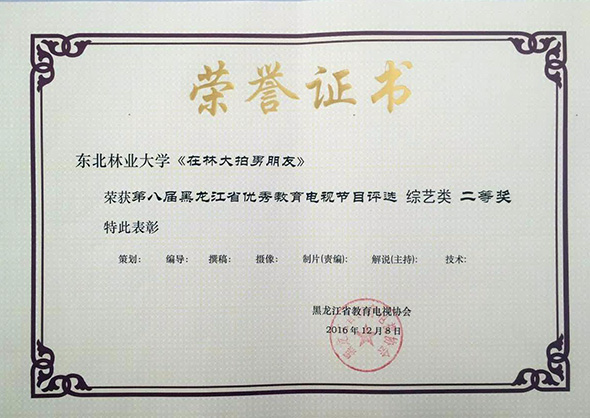 荣誉证书
东北林业大学《在林大拍男朋友》
荣获第八届黑龙江省优秀教育电视节目评选 综艺类 二等奖
特此表彰
策划: 编导: 撰稿: 摄像: 制片(责编): 解说(主持): 技术:
黑龙江省教育电视协会
2016年12月8日